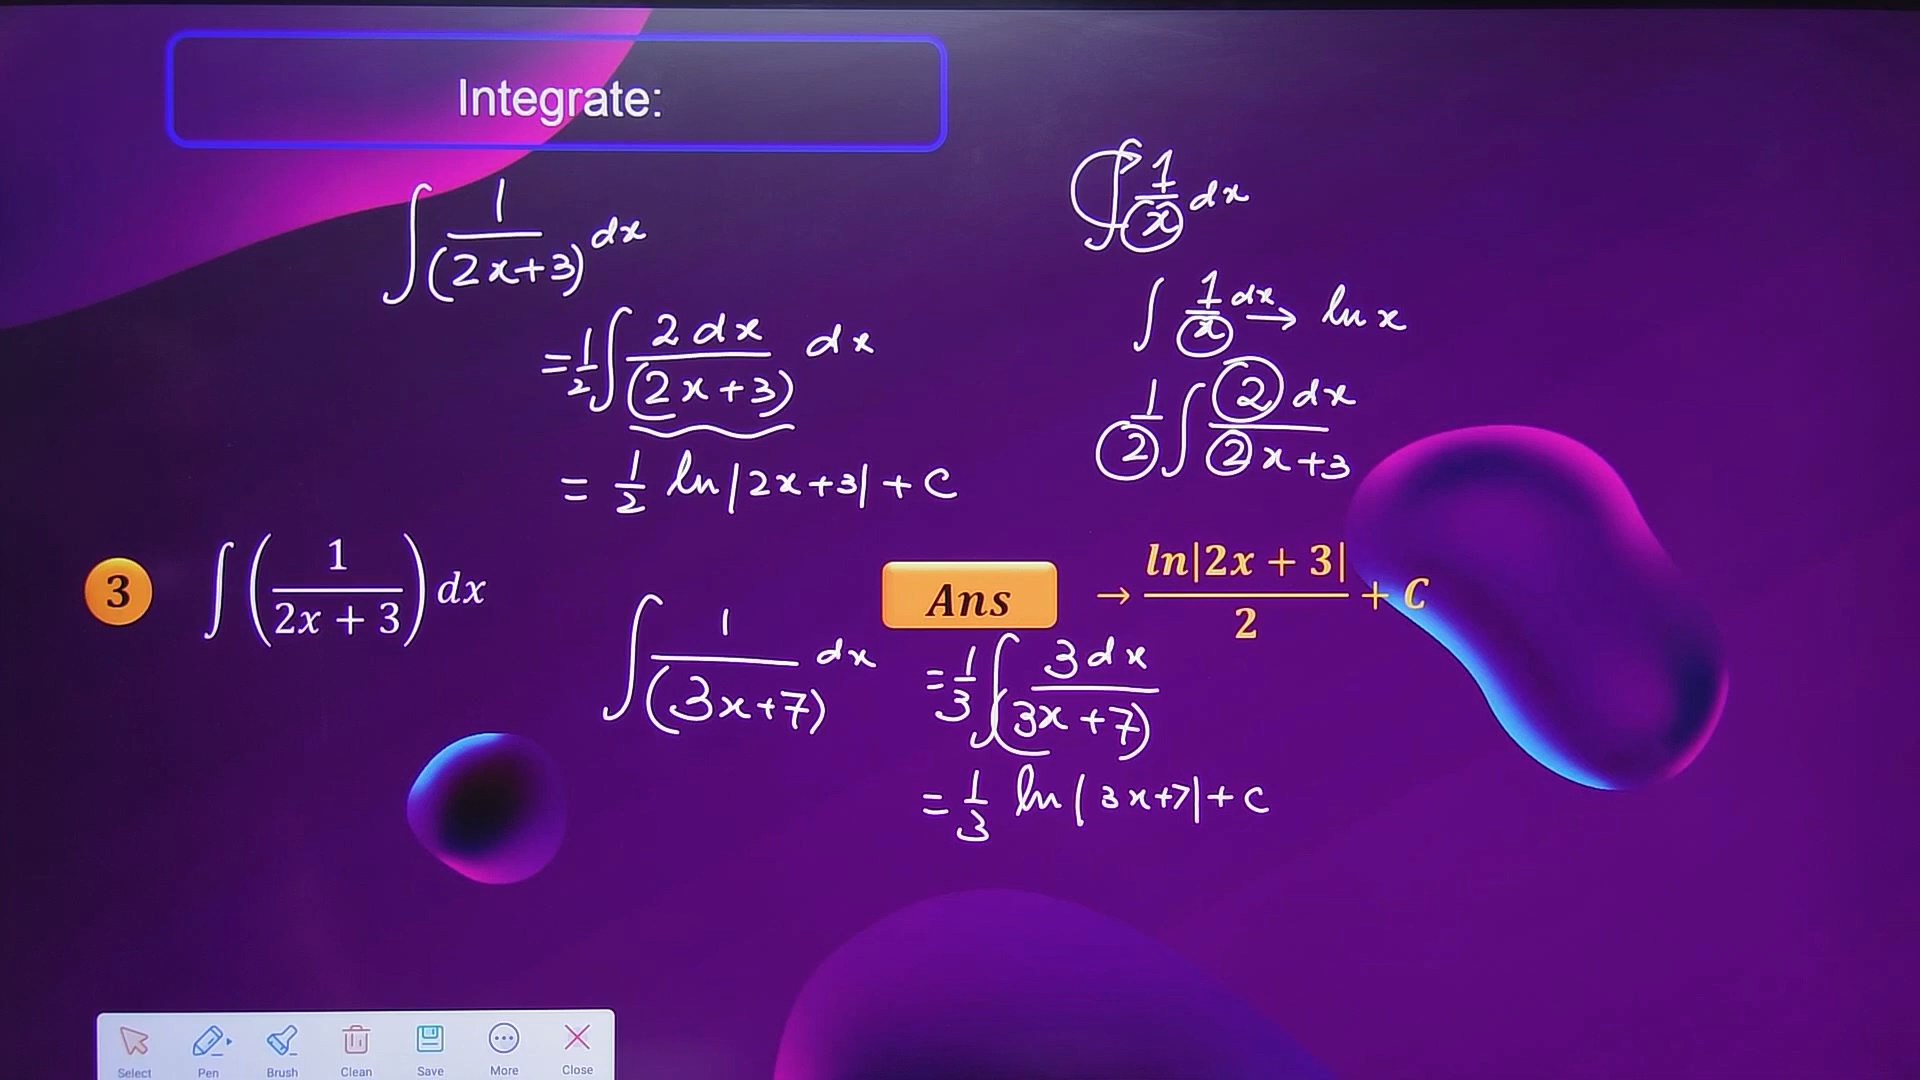 Integrate:
∫ 1/(2x+3) dx
= 1/2 ∫ 2 dx/(2x+3) dx
= 1/2 ln|2x+3| + C
∫ 1/x dx
∫ 1/x dx → ln x
1/2 ∫ 2 dx/2x+3
3 ∫ (1/2x + 3) dx
Ans → ln|2x + 3|/2 + C
∫ 1/(3x+7) dx = 1/3 ∫ 3 dx/(3x+7)
= 1/3 ln|3x+7| + C
Select Pen Brush Clean Save More Close